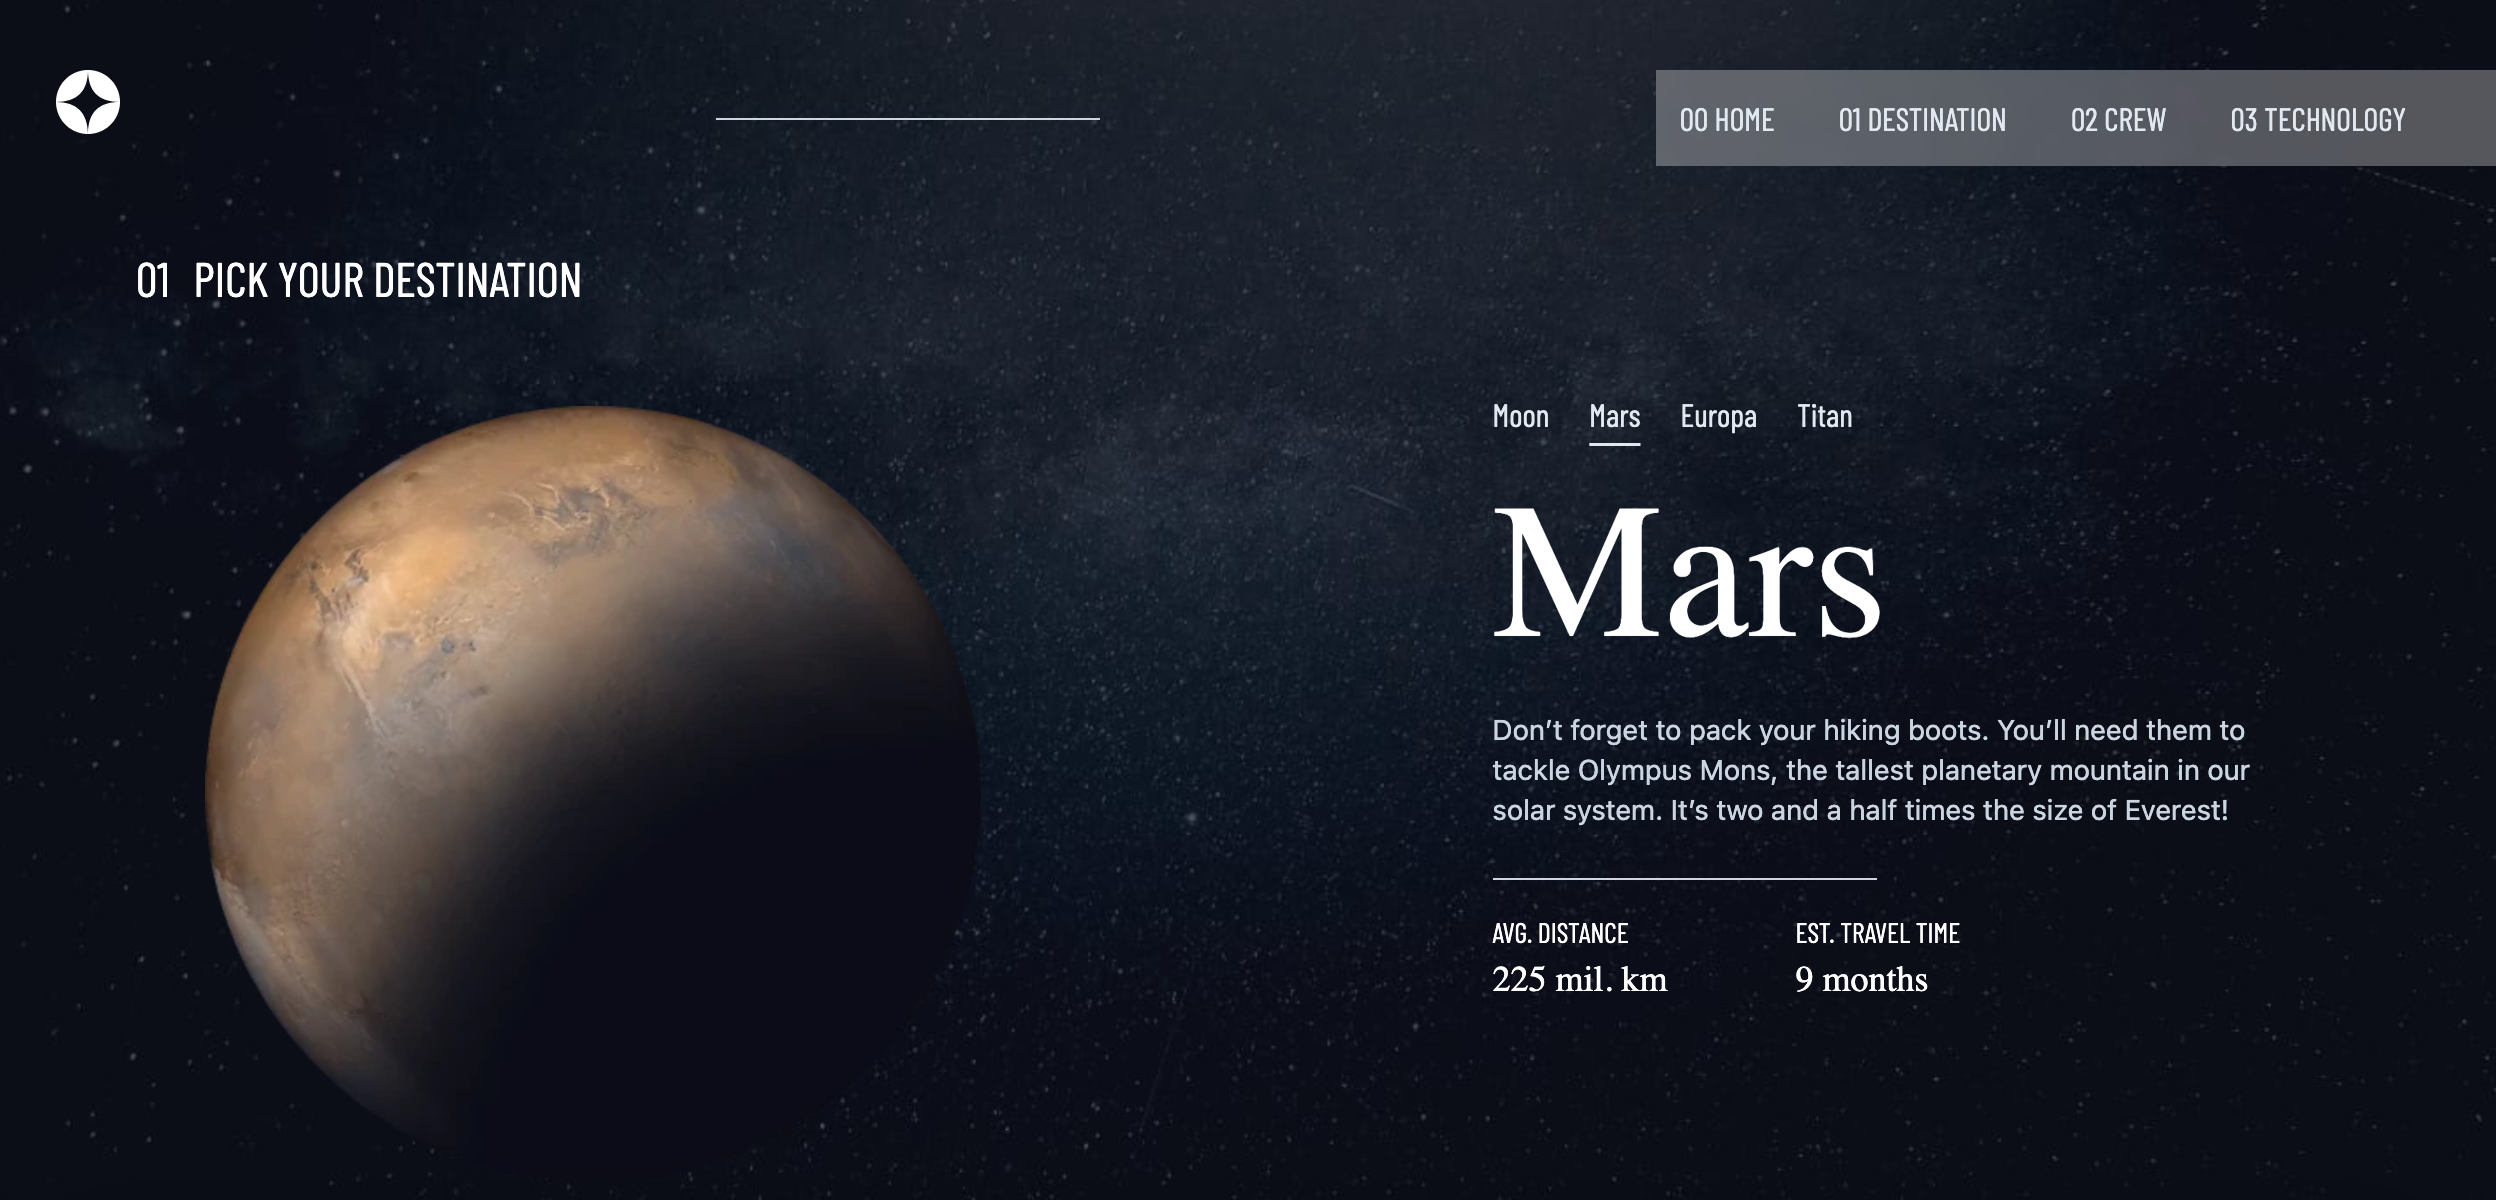 00 HOME 01 DESTINATION 02 CREW 03 TECHNOLOGY
01 PICK YOUR DESTINATION
Moon Mars Europa Titan
Mars
Don’t forget to pack your hiking boots. You’ll need them to
tackle Olympus Mons, the tallest planetary mountain in our
solar system. It’s two and a half times the size of Everest!
AVG. DISTANCE EST. TRAVEL TIME
225 mil. km 9 months